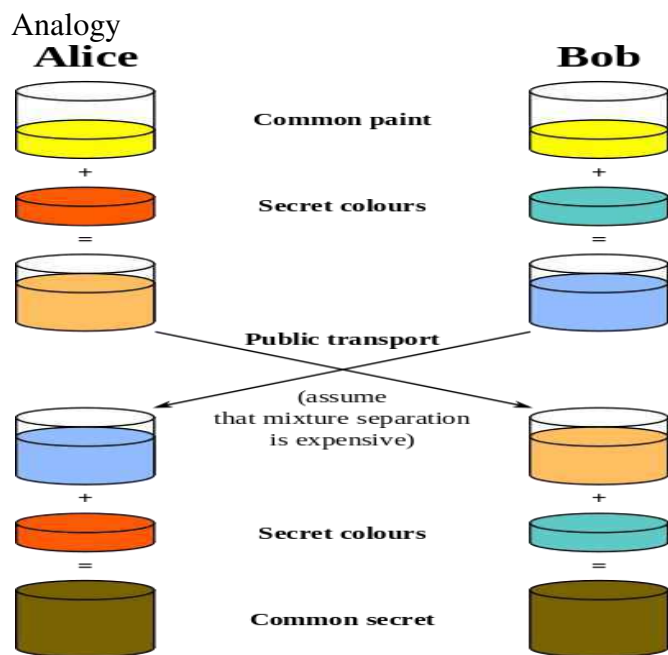 Analogy
Alice Bob
Common paint
+ +
Secret colours
= =
Public transport
(assume
that mixture separation
is expensive)
+ +
Secret colours
= =
Common secret